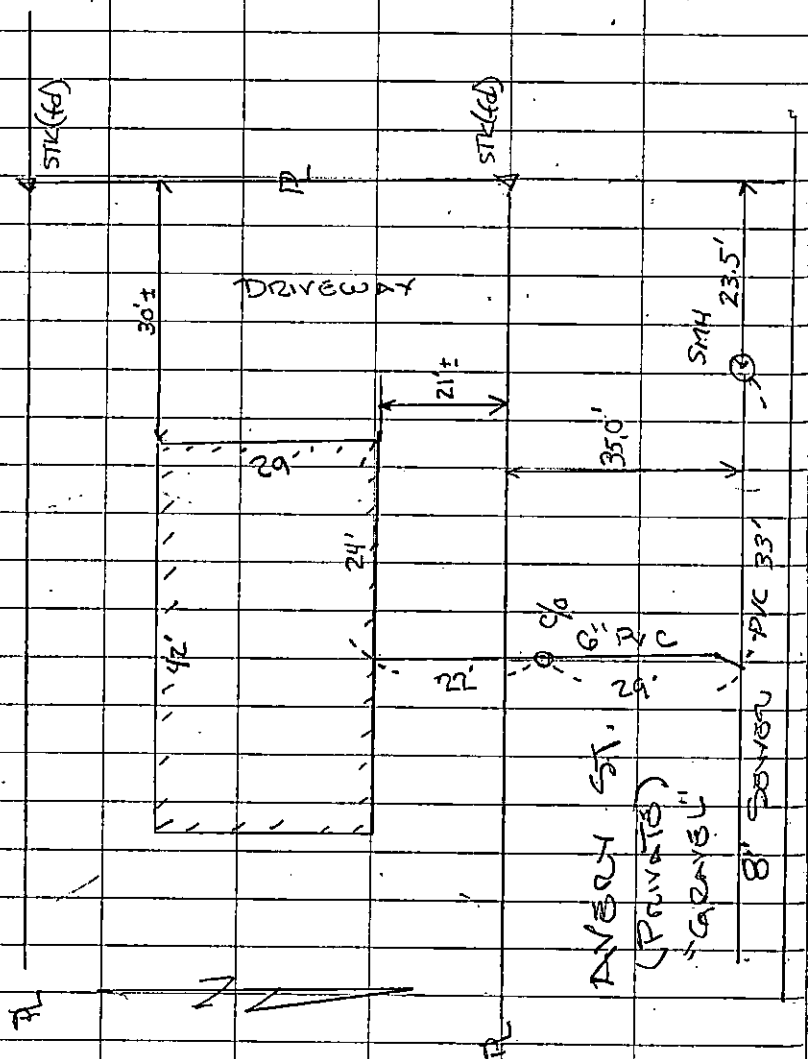 STK(fd)
STK(fd)
PL
30'±
DRIVEWAY
21'±
29'
24'
42'
SMH
23.5'
35.0'
c/o
6" PVC
22'
29'
8" SEWER
PVC 33'
AVERY ST.
(PRIVATE)
"GRAVEL"
PL
N
PL